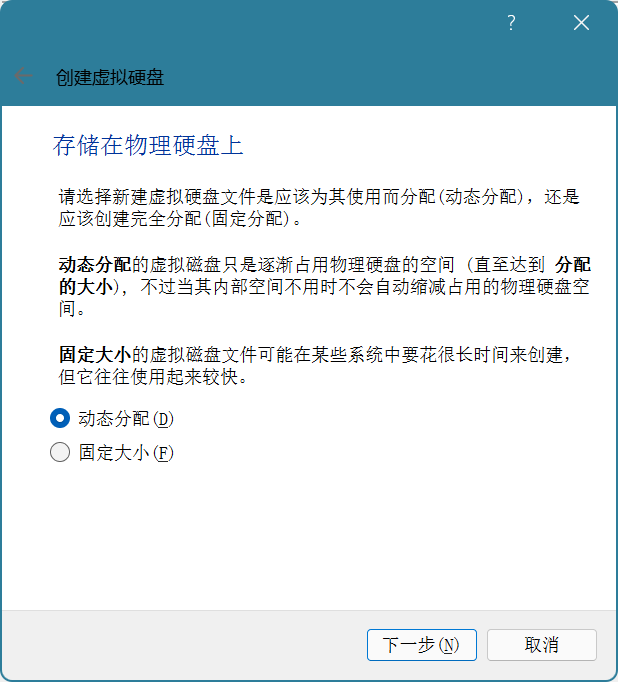 ?
创建虚拟硬盘
存储在物理硬盘上
请选择新建虚拟硬盘文件是应该为其使用而分配(动态分配)，还是
应该创建完全分配(固定分配)。
动态分配的虚拟磁盘只是逐渐占用物理硬盘的空间 (直至达到 分配
的大小)，不过当其内部空间不用时不会自动缩减占用的物理硬盘空
间。
固定大小的虚拟磁盘文件可能在某些系统中要花很长时间来创建，
但它往往使用起来较快。
动态分配(D)
固定大小(F)
下一步(N)
取消